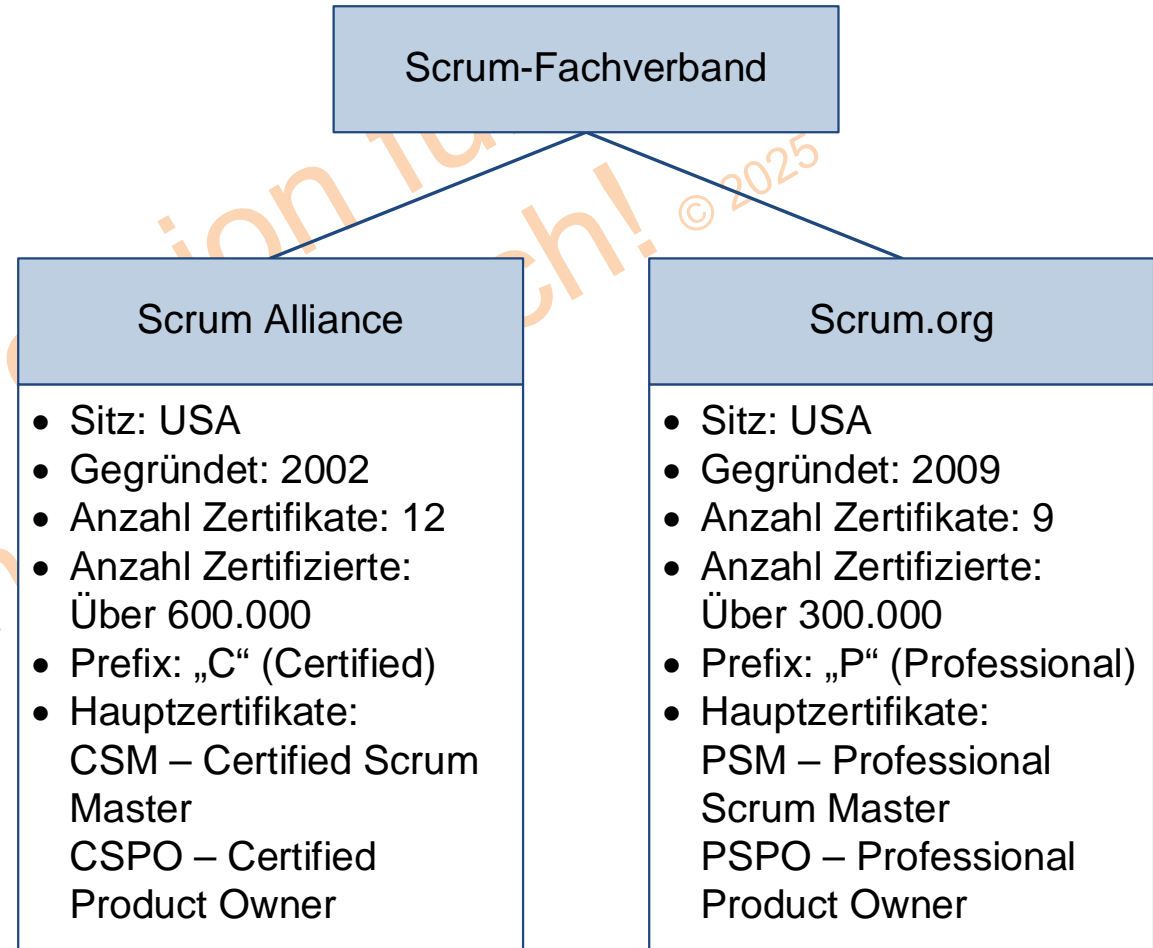 Scrum-Fachverband
© 2025
Scrum Alliance
• Sitz: USA
• Gegründet: 2002
• Anzahl Zertifikate: 12
• Anzahl Zertifizierte:
Über 600.000
• Prefix: „C“ (Certified)
• Hauptzertifikate:
CSM – Certified Scrum
Master
CSPO – Certified
Product Owner
Scrum.org
• Sitz: USA
• Gegründet: 2009
• Anzahl Zertifikate: 9
• Anzahl Zertifizierte:
Über 300.000
• Prefix: „P“ (Professional)
• Hauptzertifikate:
PSM – Professional
Scrum Master
PSPO – Professional
Product Owner